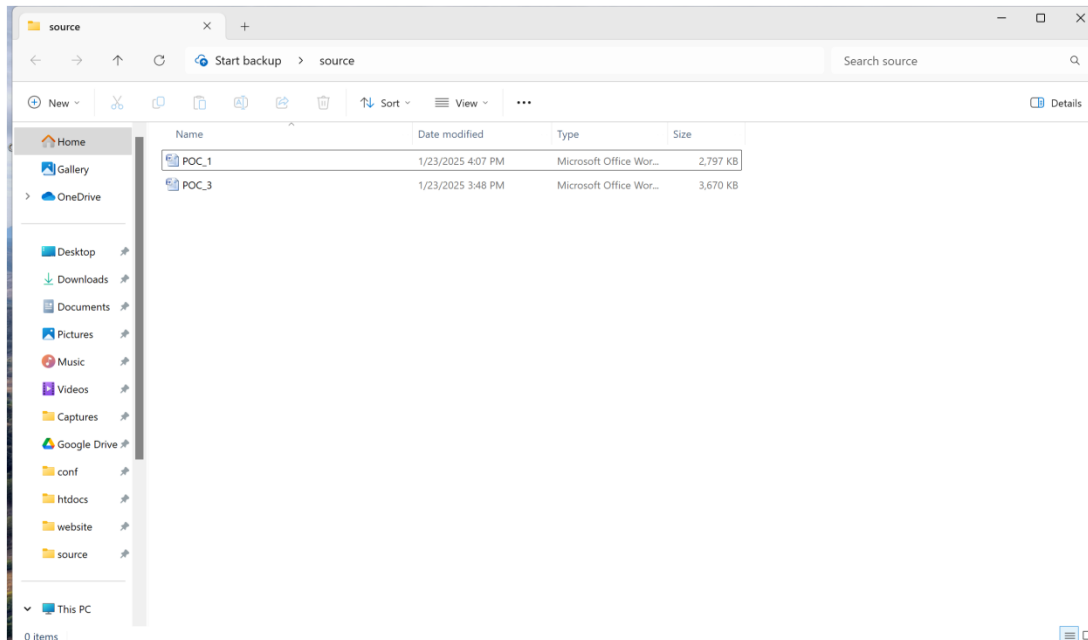 source
Start backup > source
Search source
New
Sort
View
Details
Name Date modified Type Size
POC_1 1/23/2025 4:07 PM Microsoft Office Wor... 2,797 KB
POC_3 1/23/2025 3:48 PM Microsoft Office Wor... 3,670 KB
Home
Gallery
OneDrive
Desktop
Downloads
Documents
Pictures
Music
Videos
Captures
Google Drive
conf
htdocs
website
source
This PC
0 items